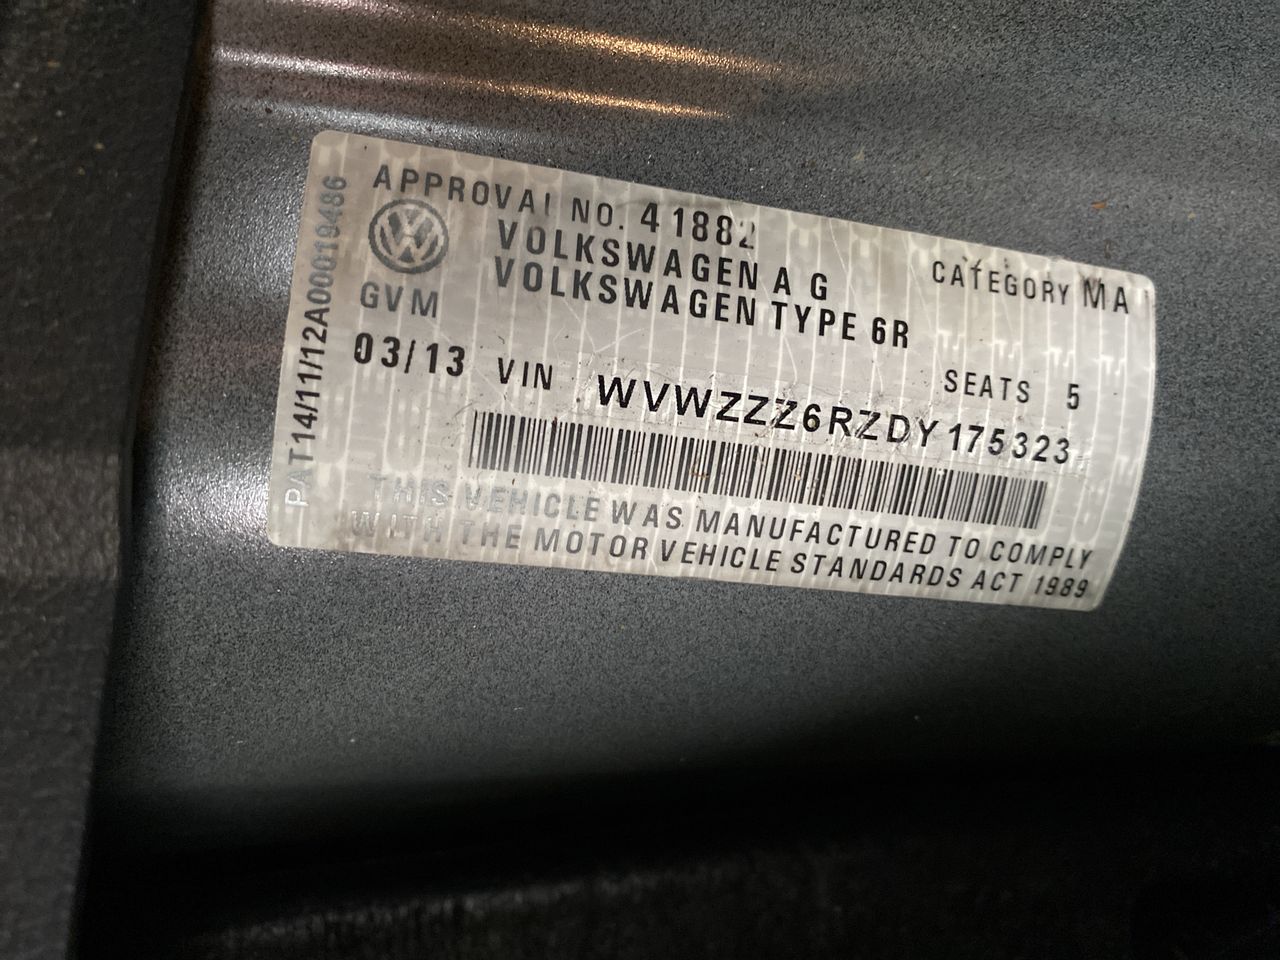 APPROVAL NO. 41882
CATEGORY MA
VOLKSWAGEN A G
VOLKSWAGEN TYPE 6R
GVM
SEATS 5
03/13 VIN WVWZZZ6RZDY175323
THIS VEHICLE WAS MANUFACTURED TO COMPLY
WITH THE MOTOR VEHICLE STANDARDS ACT 1989
PAT14/11/12A00019486